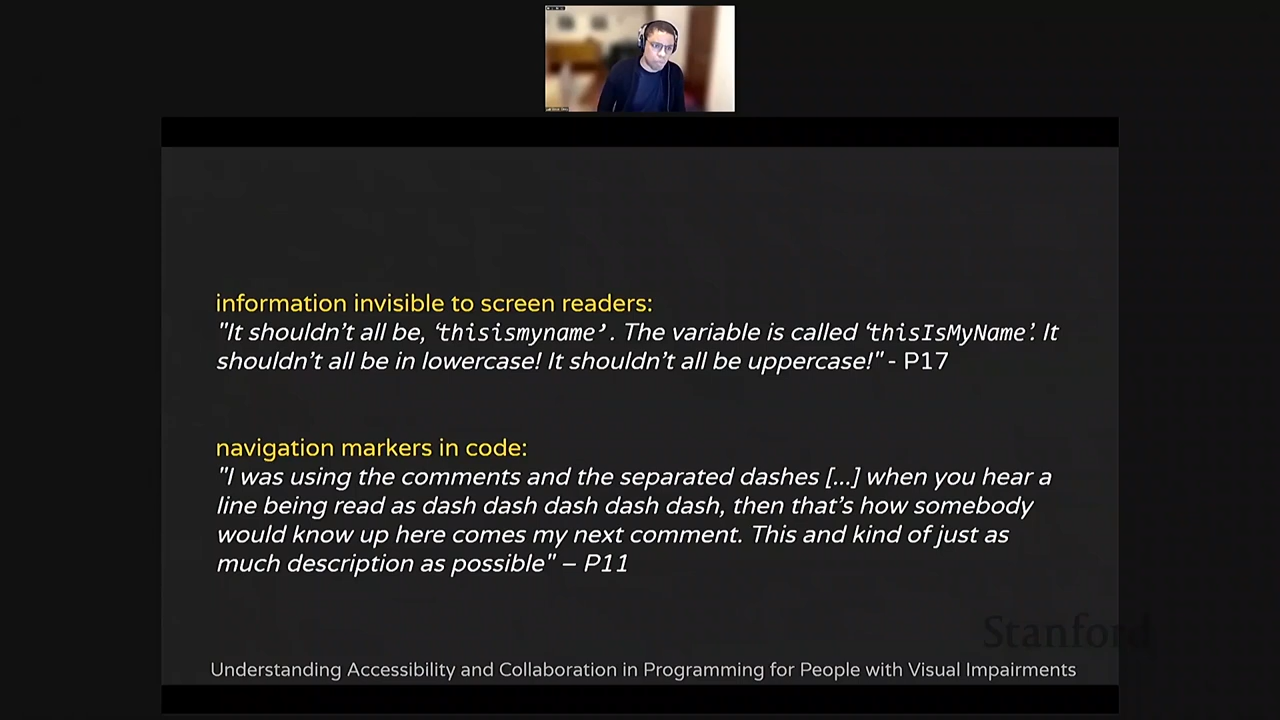 information invisible to screen readers:
"It shouldn't all be, ‘thisismyname’. The variable is called ‘thisIsMyName’. It
shouldn't all be in lowercase! It shouldn't all be uppercase!" - P17
navigation markers in code:
"I was using the comments and the separated dashes [...] when you hear a
line being read as dash dash dash dash dash, then that's how somebody
would know up here comes my next comment. This and kind of just as
much description as possible" – P11
Stanford
Understanding Accessibility and Collaboration in Programming for People with Visual Impairments